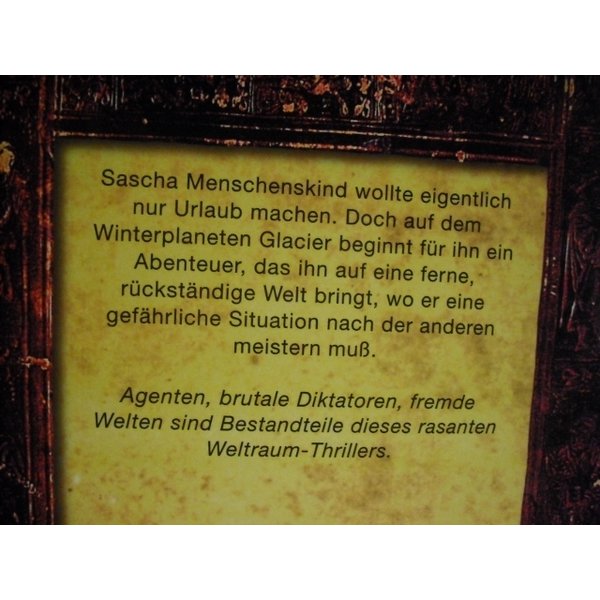 Sascha Menschenskind wollte eigentlich
nur Urlaub machen. Doch auf dem
Winterplaneten Glacier beginnt für ihn ein
Abenteuer, das ihn auf eine ferne,
rückständige Welt bringt, wo er eine
gefährliche Situation nach der anderen
meistern muß.
Agenten, brutale Diktatoren, fremde
Welten sind Bestandteile dieses rasanten
Weltraum-Thrillers.